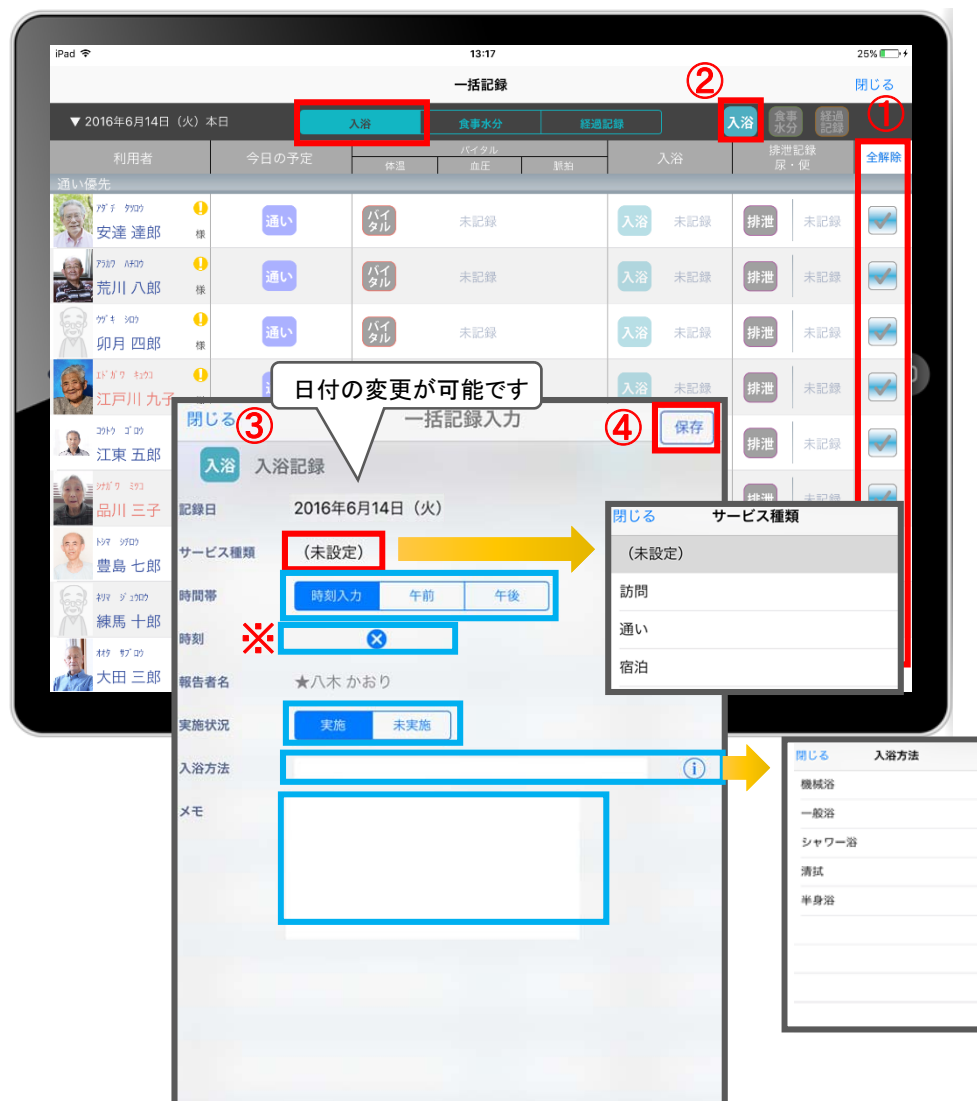 iPad 13:17 25%
一括記録 ② 閉じる
▼ 2016年6月14日（火）本日 入浴 食事水分 経過記録 入浴 食事水分 経過記録 ①
利用者 今日の予定 バイタル 入浴 排泄記録 全解除
体温 血圧 脈拍 尿・便
通い優先
ｱﾀﾞﾁ ﾀﾂﾛｳ
安達 達郎 様 通い バイタル 未記録 入浴 未記録 排泄 未記録
ｱﾗｶﾜ ﾊﾁﾛｳ
荒川 八郎 様 通い バイタル 未記録 入浴 未記録 排泄 未記録
ｳﾂﾞｷ ｼﾛｳ
卯月 四郎 様 通い バイタル 未記録 入浴 未記録 排泄 未記録
ｴﾄﾞｶﾞﾜ ｷｭｳｺ
江戸川 九子 入浴 未記録 排泄 未記録
日付の変更が可能です
ｺｳﾄｳ ｺﾞﾛｳ
江東 五郎 排泄 未記録
ｼﾅｶﾞﾜ ﾐﾂｺ
品川 三子 排泄 未記録
ﾄｼﾏ ｼﾁﾛｳ
豊島 七郎
ﾈﾘﾏ ｼﾞｭｳﾛｳ
練馬 十郎
ｵｵﾀ ｻﾌﾞﾛｳ
大田 三郎
閉じる ③ 一括記録入力 ④ 保存
入浴 入浴記録
記録日 2016年6月14日（火）
サービス種類 （未設定）
時間帯 時刻入力 午前 午後
時刻 ※
報告者名 ★八木 かおり
実施状況 実施 未実施
入浴方法
メモ
閉じる サービス種類
（未設定）
訪問
通い
宿泊
閉じる 入浴方法
機械浴
一般浴
シャワー浴
清拭
半身浴